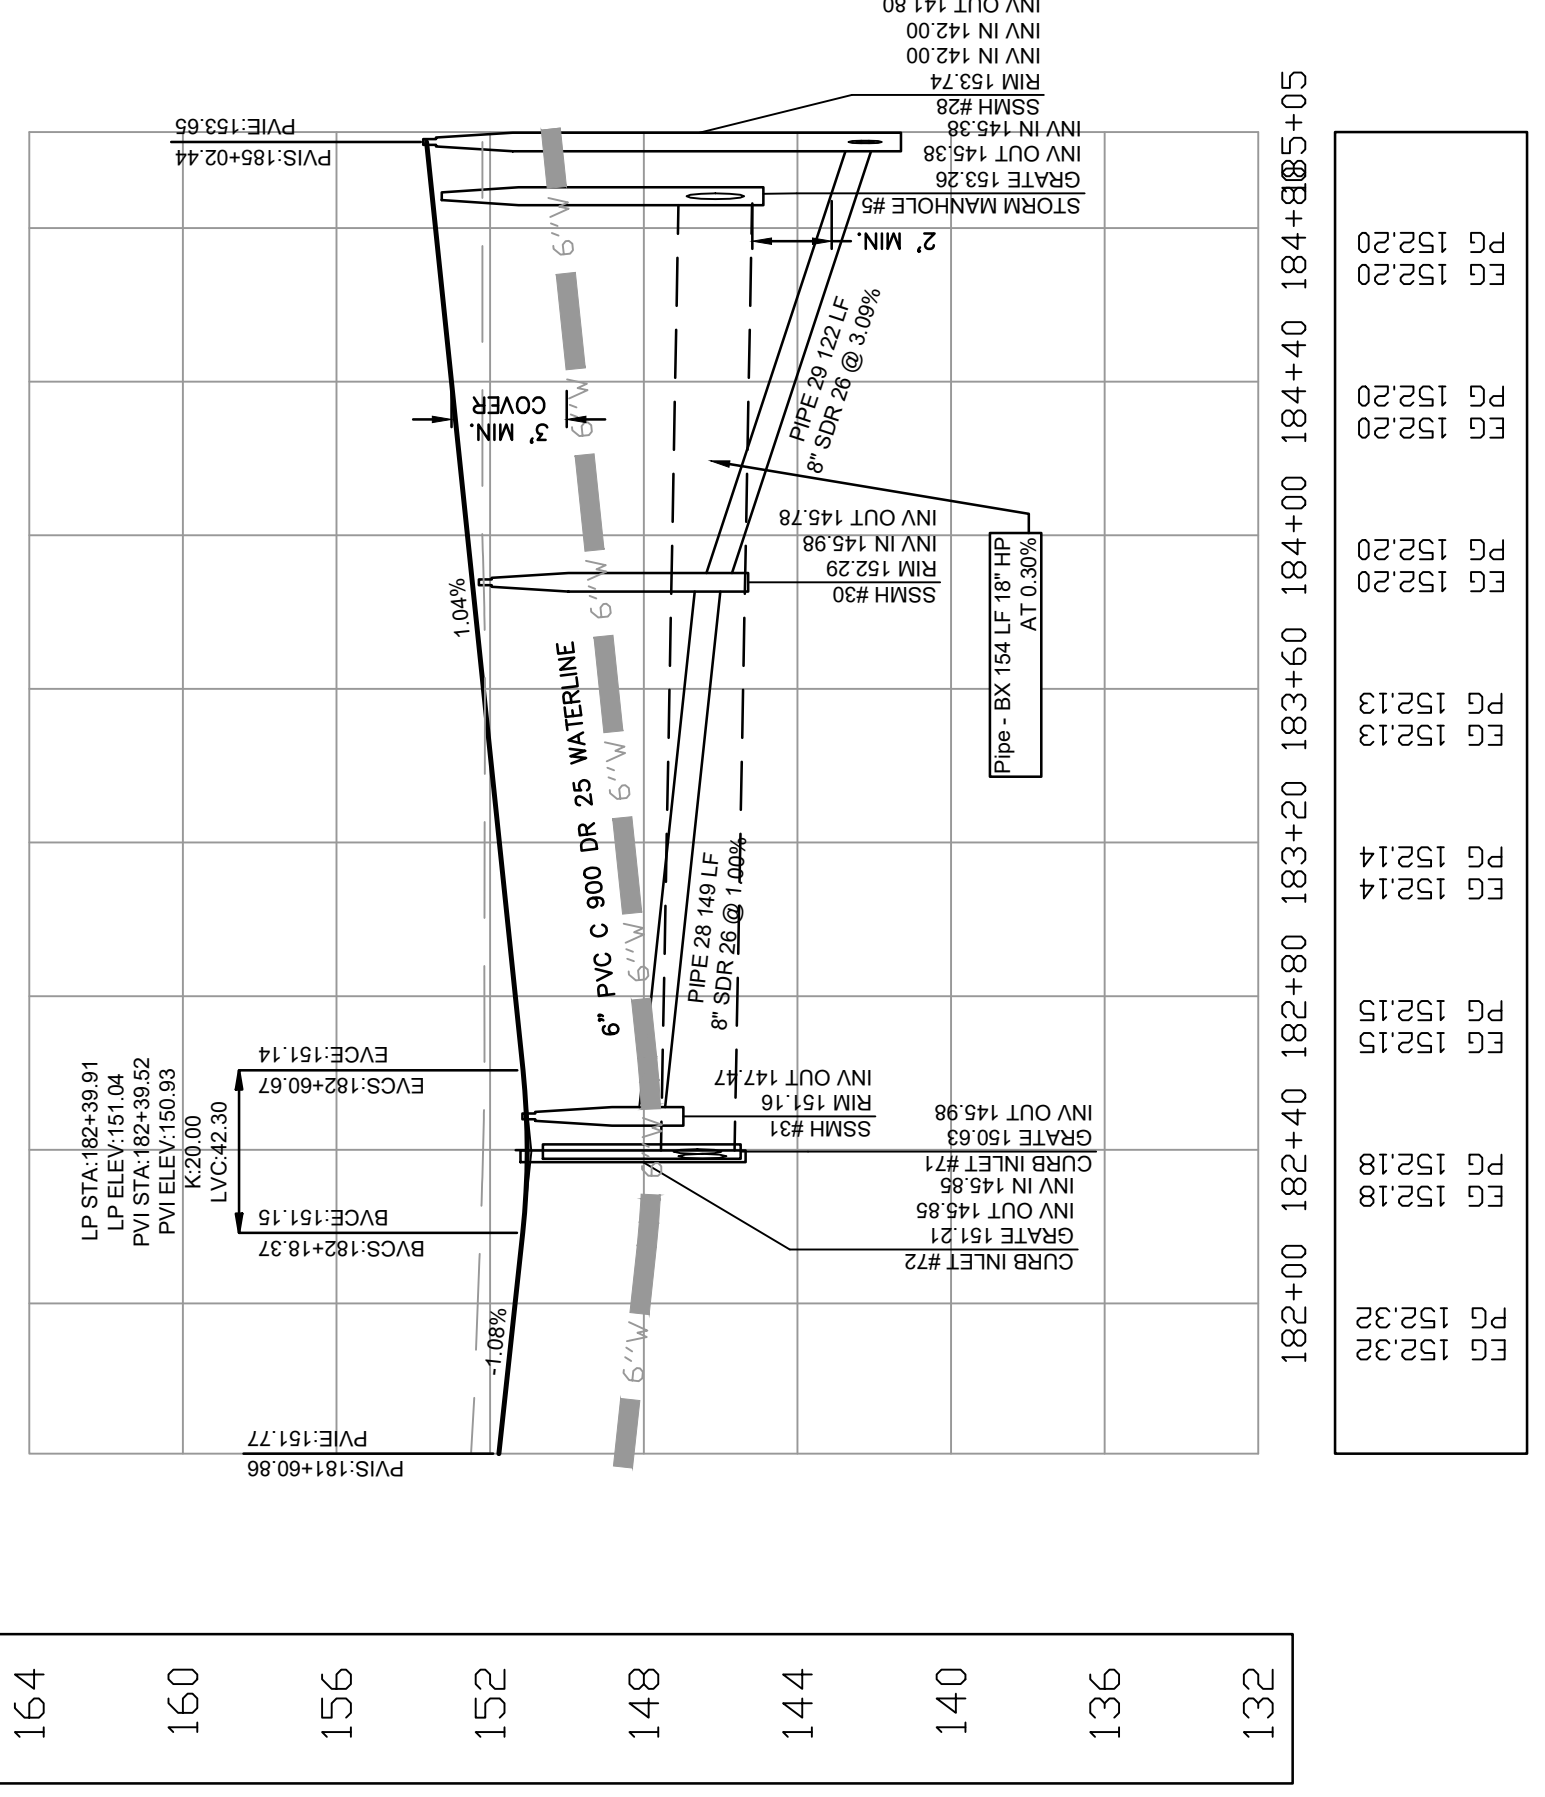 INV OUT 141.80
INV IN 142.00
INV IN 142.00
RIM 153.74
SSMH #28
PVIE:153.65
PVIS:185+02.44
INV IN 145.38
INV OUT 145.38
GRATE 153.26
STORM MANHOLE #5
2' MIN.
3' MIN.
COVER
PIPE 29 122 LF
8" SDR 26 @ 3.09%
INV OUT 145.78
INV IN 145.98
RIM 152.29
SSMH #30
Pipe - BX 154 LF 18" HP
AT 0.30%
1.04%
6" PVC C 900 DR 25 WATERLINE
6''W
6''W
6''W
6''W
6''W
6''W
6''W
6''W
PIPE 28 149 LF
8" SDR 26 @ 1.00%
LP STA:182+39.91
LP ELEV:151.04
PVI STA:182+39.52
PVI ELEV:150.93
K:20.00
LVC:42.30
EVCE:151.14
EVCS:182+60.67
BVCE:151.15
BVCS:182+18.37
INV OUT 147.47
RIM 151.16
SSMH #31
INV OUT 145.98
GRATE 150.63
CURB INLET #71
INV IN 145.85
INV OUT 145.85
GRATE 151.21
CURB INLET #72
-1.08%
PVIE:151.77
PVIS:181+60.86
182+00
182+40
182+80
183+20
183+60
184+00
184+40
184+80
185+05
EG 152.32
PG 152.32
EG 152.18
PG 152.18
EG 152.15
PG 152.15
EG 152.14
PG 152.14
EG 152.13
PG 152.13
EG 152.20
PG 152.20
EG 152.20
PG 152.20
EG 152.20
PG 152.20
164
160
156
152
148
144
140
136
132